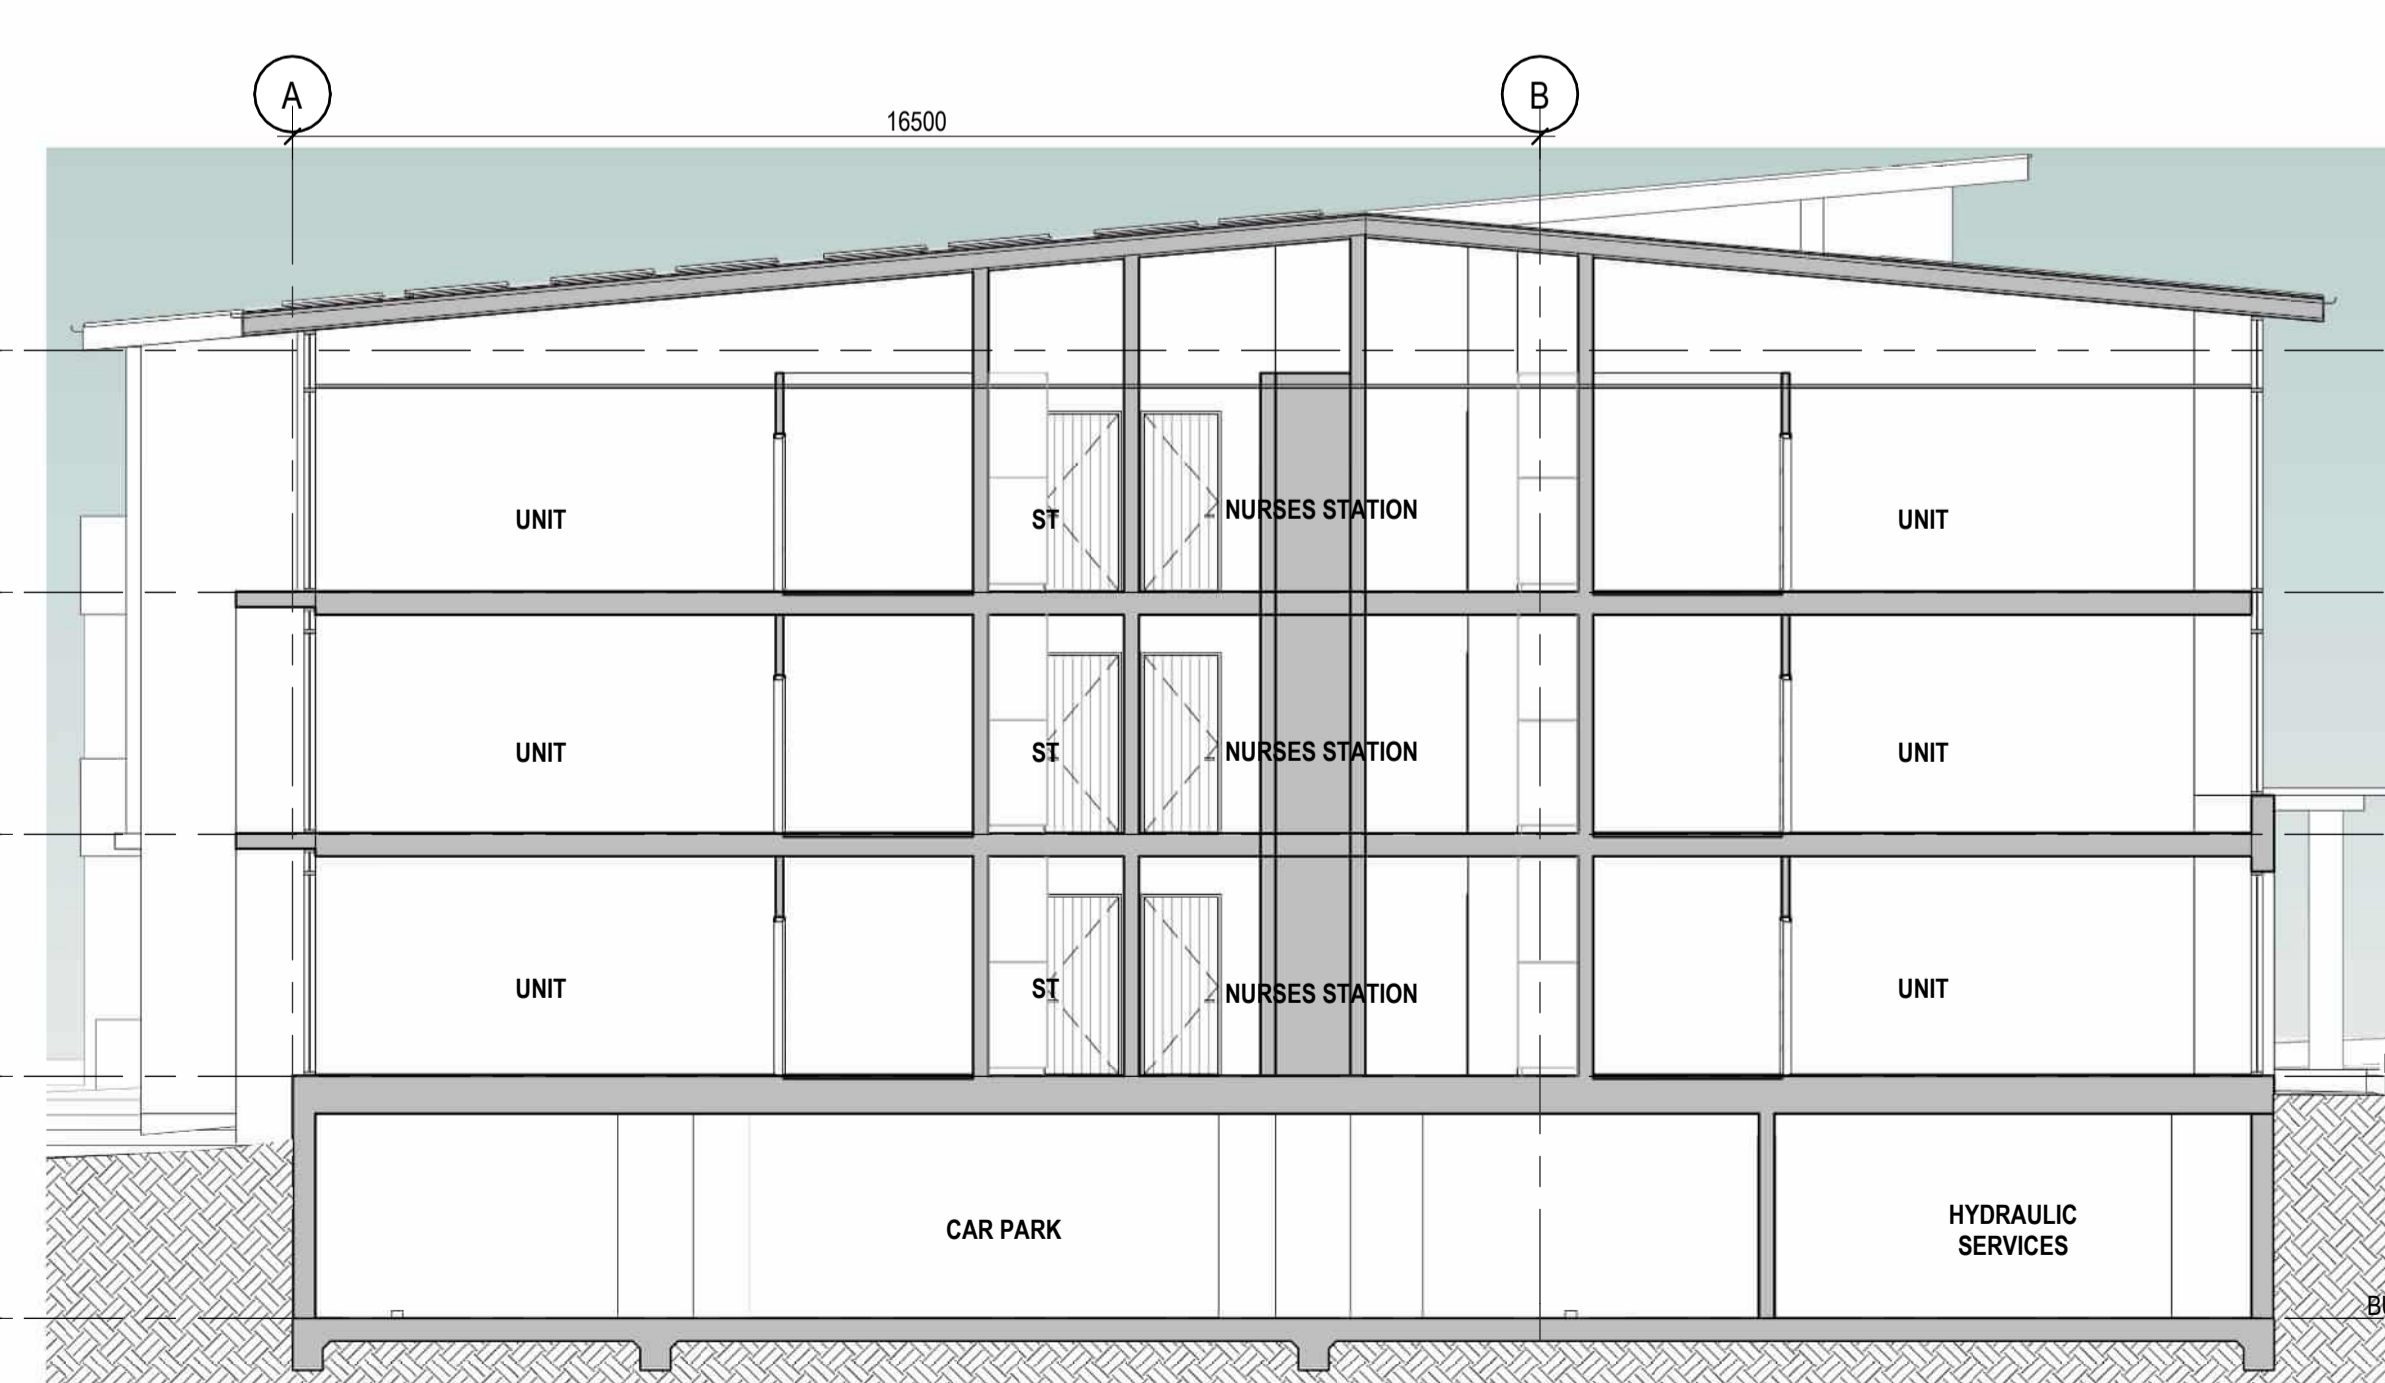 A
B
16500
UNIT
ST
NURSES STATION
UNIT
UNIT
ST
NURSES STATION
UNIT
UNIT
ST
NURSES STATION
UNIT
CAR PARK
HYDRAULIC
SERVICES